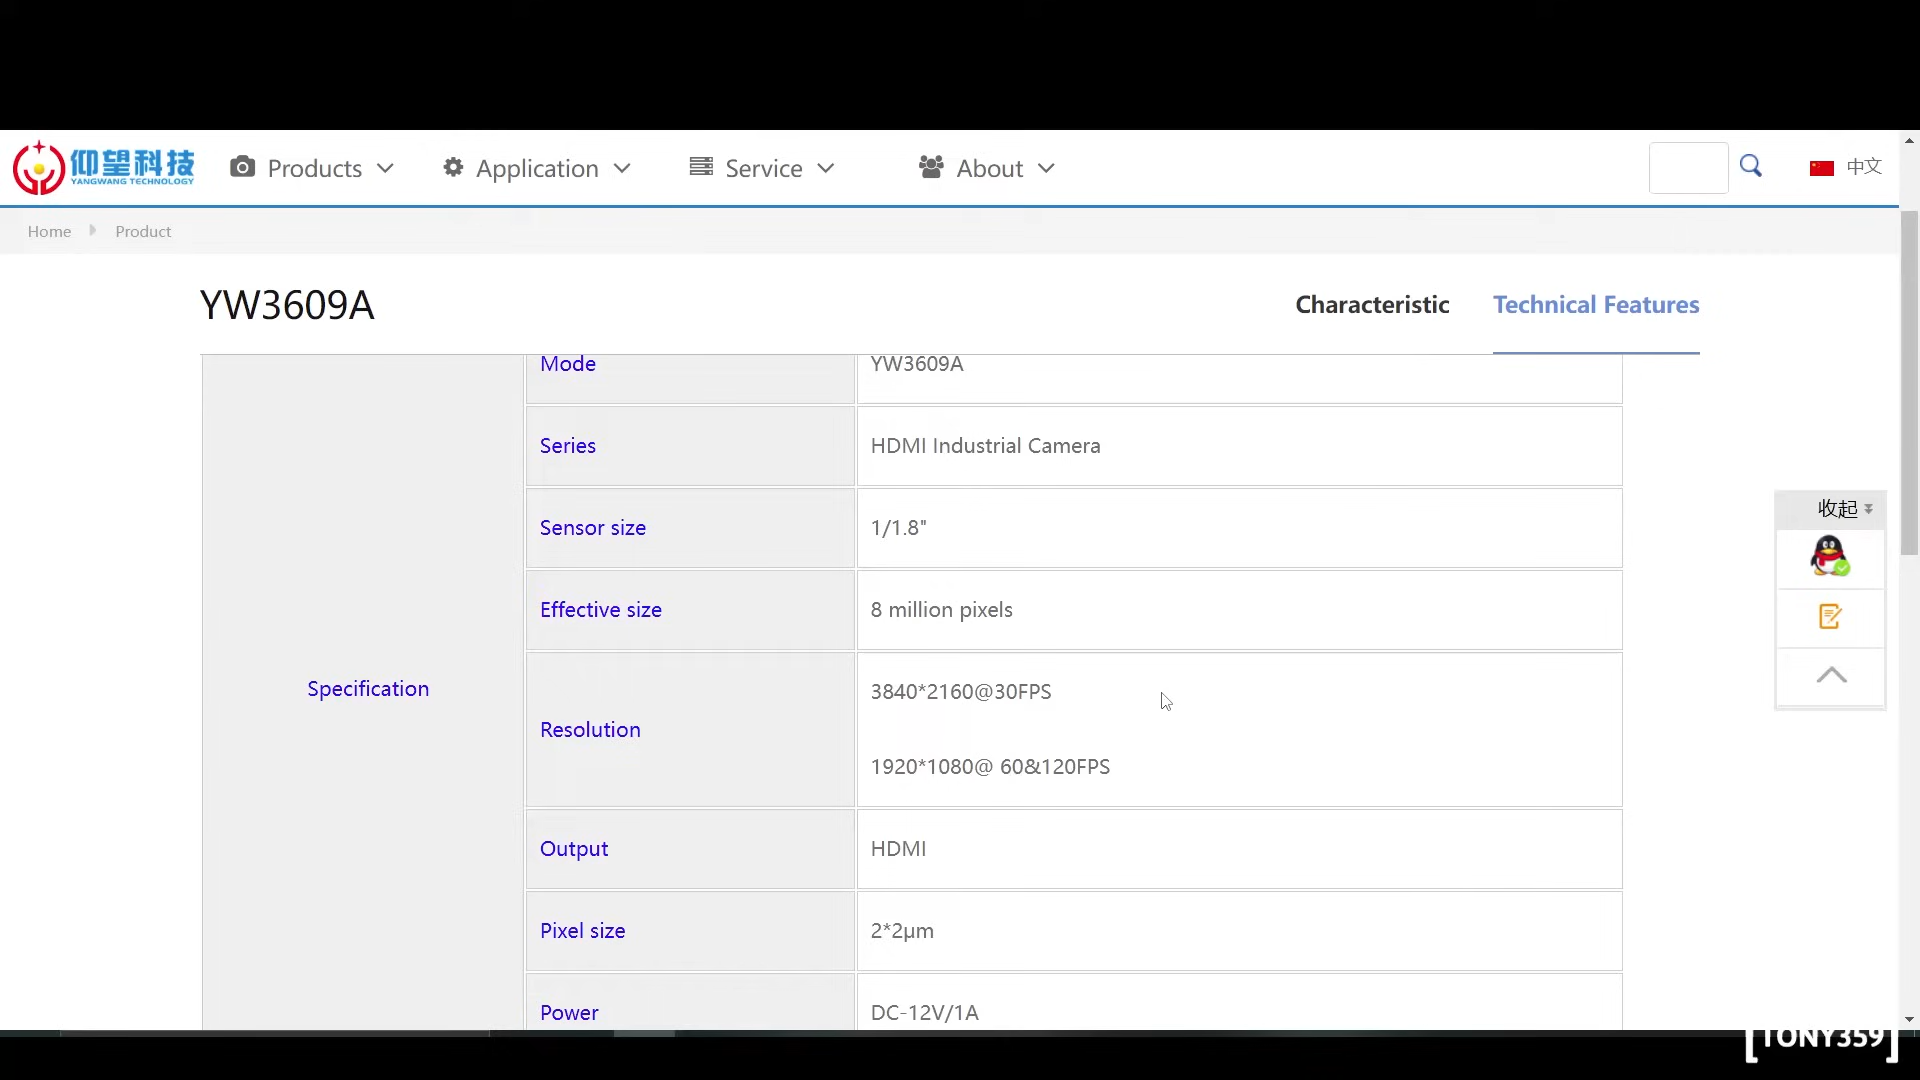 仰望科技
YANGWANG TECHNOLOGY
Products
Application
Service
About
中文
Home
Product
YW3609A
Characteristic
Technical Features
Specification
Mode
YW3609A
Series
HDMI Industrial Camera
Sensor size
1/1.8"
Effective size
8 million pixels
Resolution
3840*2160@30FPS
1920*1080@ 60&120FPS
Output
HDMI
Pixel size
2*2μm
Power
DC-12V/1A
收起
[TONY359]